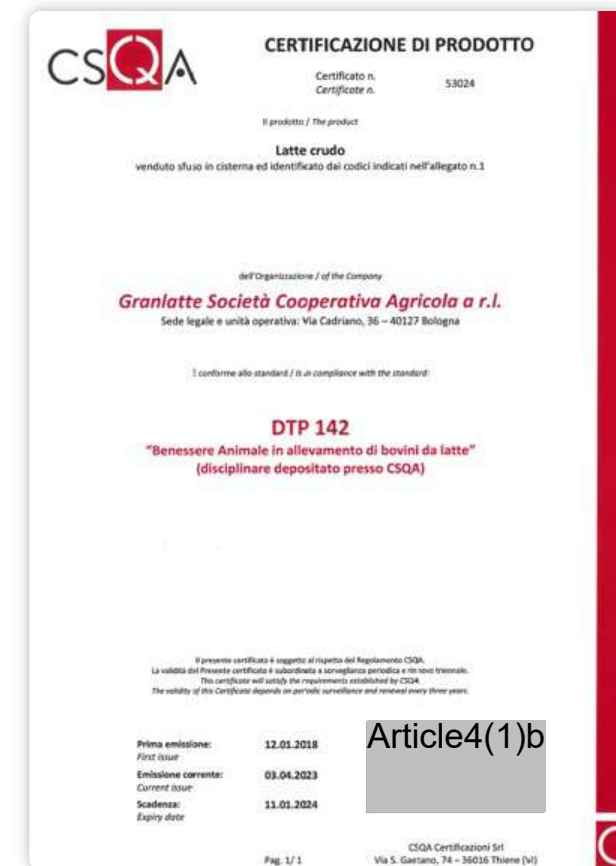 CSQA
CERTIFICAZIONE DI PRODOTTO
Certificato n.
Certificate n.
53024
Il prodotto / The product
Latte crudo
venduto sfuso in cisterna ed identificato dai codici indicati nell'allegato n.1
dell'Organizzazione / of the Company
Granlatte Società Cooperativa Agricola a r.l.
Sede legale e unità operativa: Via Cadriano, 36 – 40127 Bologna
È conforme allo standard / Is in compliance with the standard:
DTP 142
"Benessere Animale in allevamento di bovini da latte"
(disciplinare depositato presso CSQA)
Il presente certificato è soggetto al rispetto del Regolamento CSQA.
La validità del Presente certificato è subordinata a sorveglianza periodica e rinnovo triennale.
This certificate will satisfy the requirements established by CSQA
The validity of this Certificate depends on periodic surveillance and renewal every three years.
Prima emissione: 12.01.2018
First issue
Article4(1)b
Emissione corrente: 03.04.2023
Current issue
Scadenza: 11.01.2024
Expiry date
Pag. 1/1
CSQA Certificazioni Srl
Via S. Gaetano, 74 – 36016 Thiene (VI)